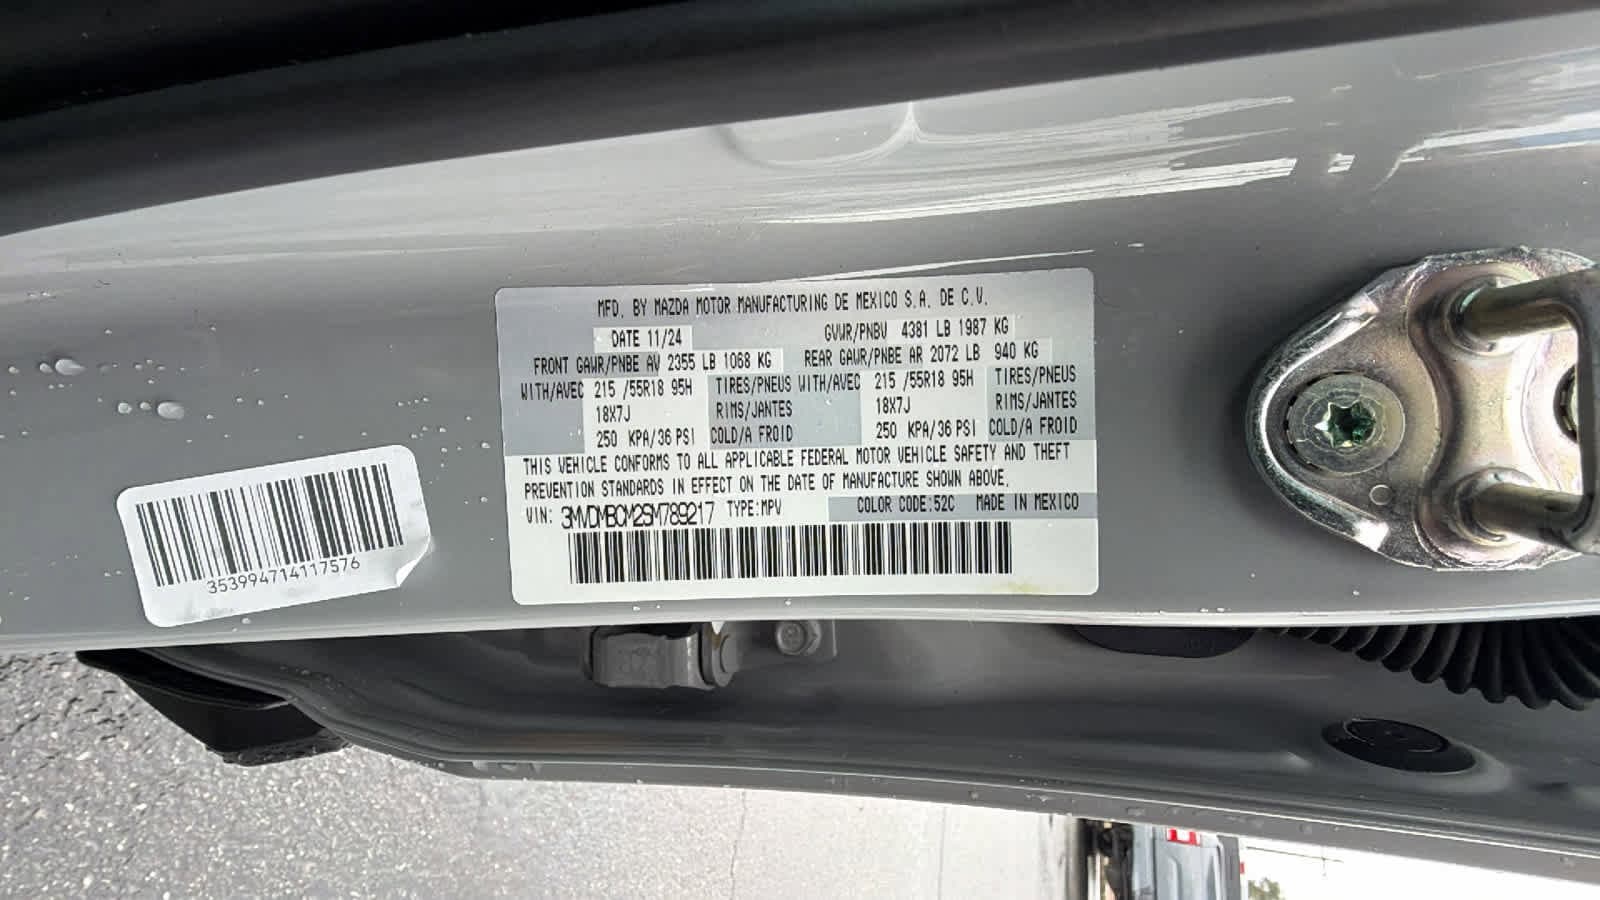 MFD. BY MAZDA MOTOR MANUFACTURING DE MEXICO S.A. DE C.V.
DATE 11/24 GVWR/PNBV 4381 LB 1987 KG
FRONT GAWR/PNBE AV 2355 LB 1068 KG REAR GAWR/PNBE AR 2072 LB 940 KG
WITH/AVEC 215 /55R18 95H TIRES/PNEUS WITH/AVEC 215 /55R18 95H TIRES/PNEUS
18X7J RIMS/JANTES 18X7J RIMS/JANTES
250 KPA/36 PSI COLD/A FROID 250 KPA/36 PSI COLD/A FROID
THIS VEHICLE CONFORMS TO ALL APPLICABLE FEDERAL MOTOR VEHICLE SAFETY AND THEFT
PREVENTION STANDARDS IN EFFECT ON THE DATE OF MANUFACTURE SHOWN ABOVE.
VIN: 3MVDMBCM2SM789217 TYPE:MPV COLOR CODE:52C MADE IN MEXICO
353994714117576